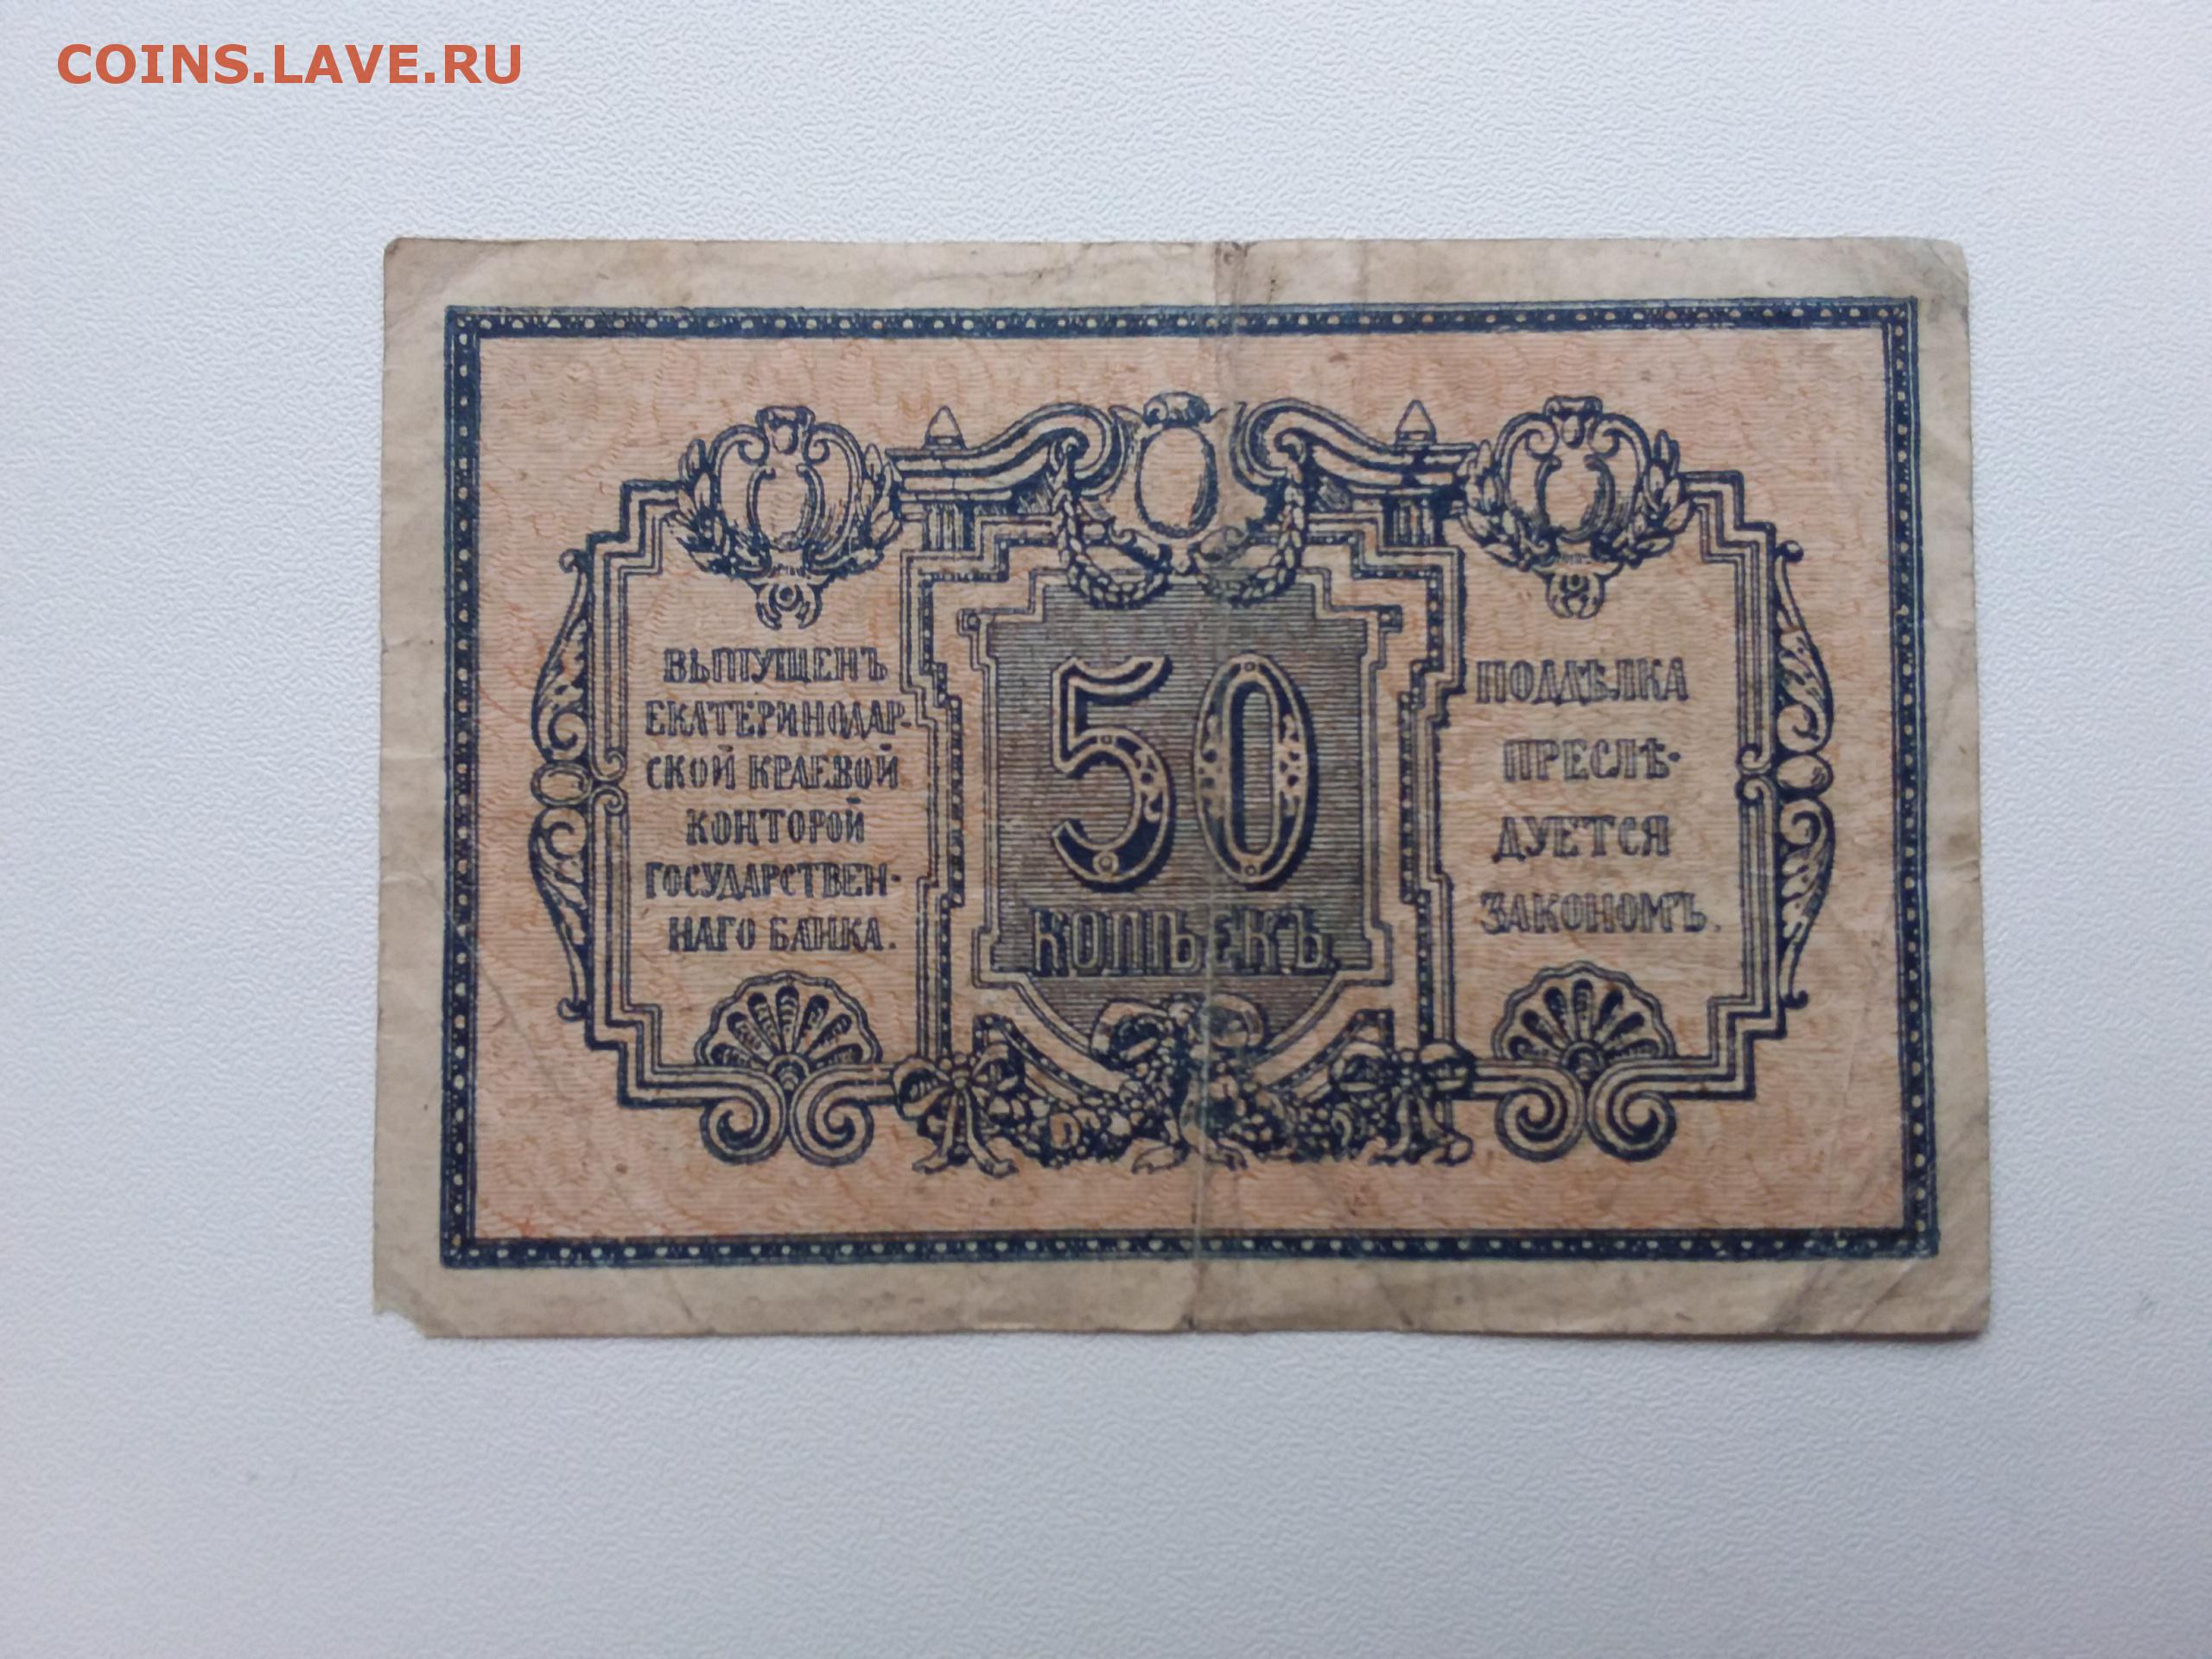 COINS.LAVE.RU
ВЫПУЩЕНЪ
ЕКАТЕРИНОДАР-
СКОЙ КРАЕВОЙ
КОНТОРОЙ
ГОСУДАРСТВЕН-
НАГО БАНКА.
50
КОПѢЕКЪ
ПОДДѢЛКА
ПРЕСЛѢ-
ДУЕТСЯ
ЗАКОНОМЪ.